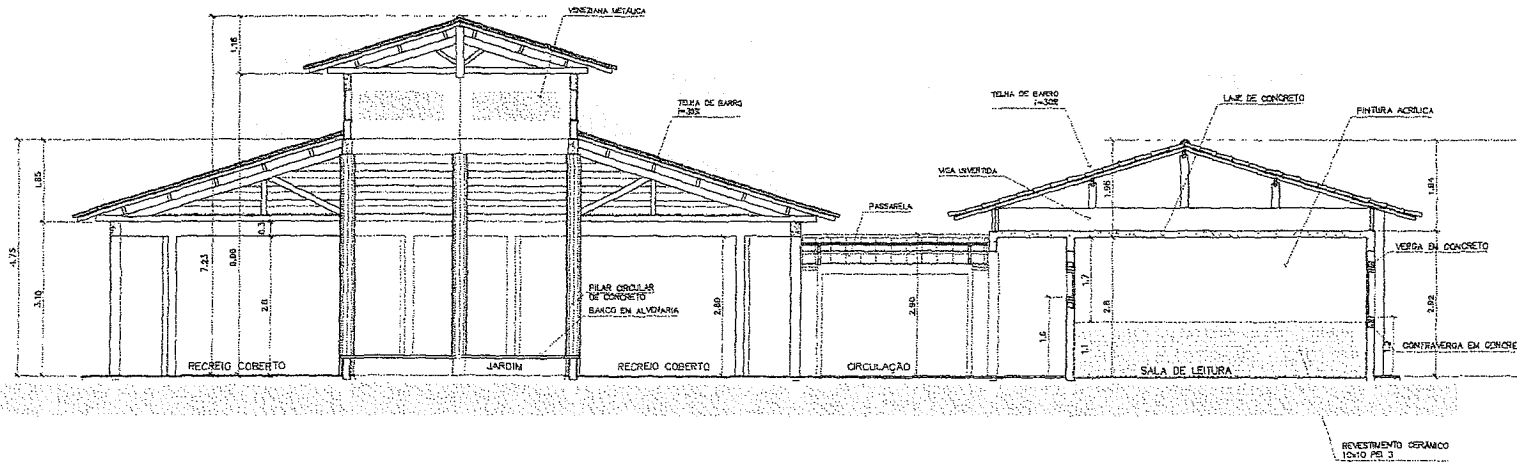 VENEZIANA METÁLICA
1,16
TELHA DE BARRO
i=30%
TELHA DE BARRO
i=30%
LAJE DE CONCRETO
PINTURA ACRÍLICA
VIGA INVERTIDA
PASSARELA
1,85
4,75
3,10
7,23
0,3
2,8
PILAR CIRCULAR
DE CONCRETO
BANCO EM ALVENARIA
2,80
2,90
1,84
VERGA EM CONCRETO
1,7
2,8
2,92
1,6
1,1
CONTRAVERGA EM CONCRE
RECREIO COBERTO
JARDIM
RECREIO COBERTO
CIRCULAÇÃO
SALA DE LEITURA
REVESTIMENTO CERÂMICO
10x10 PEI 3